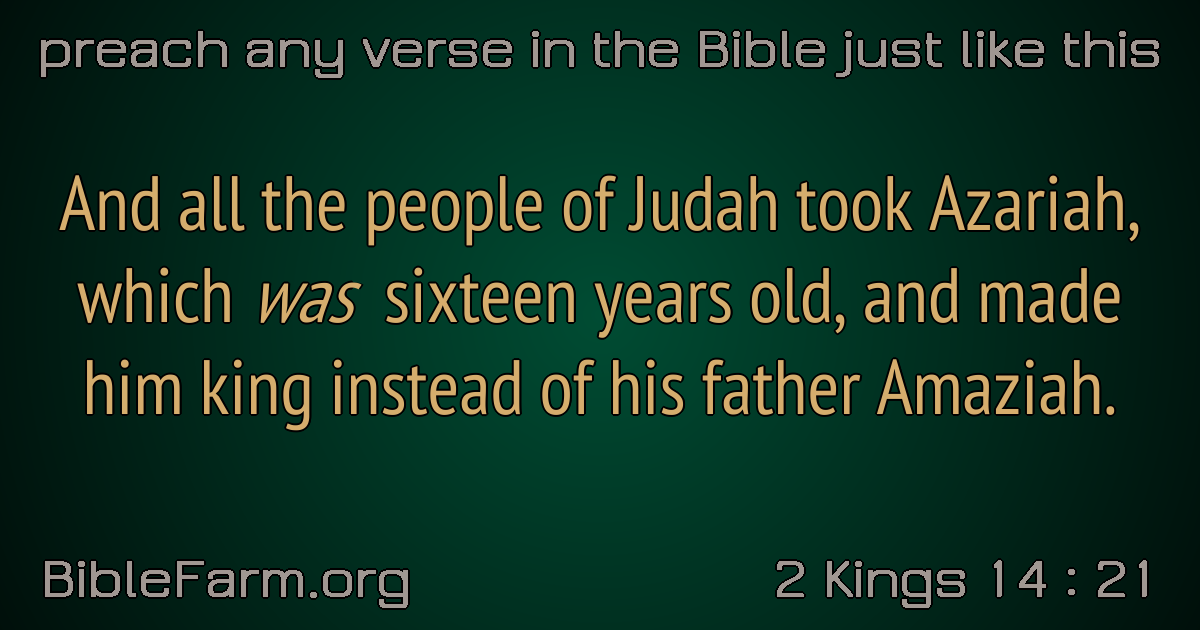 preach any verse in the Bible just like this
And all the people of Judah took Azariah,
which was sixteen years old, and made
him king instead of his father Amaziah.
BibleFarm.org
2 Kings 14 : 21